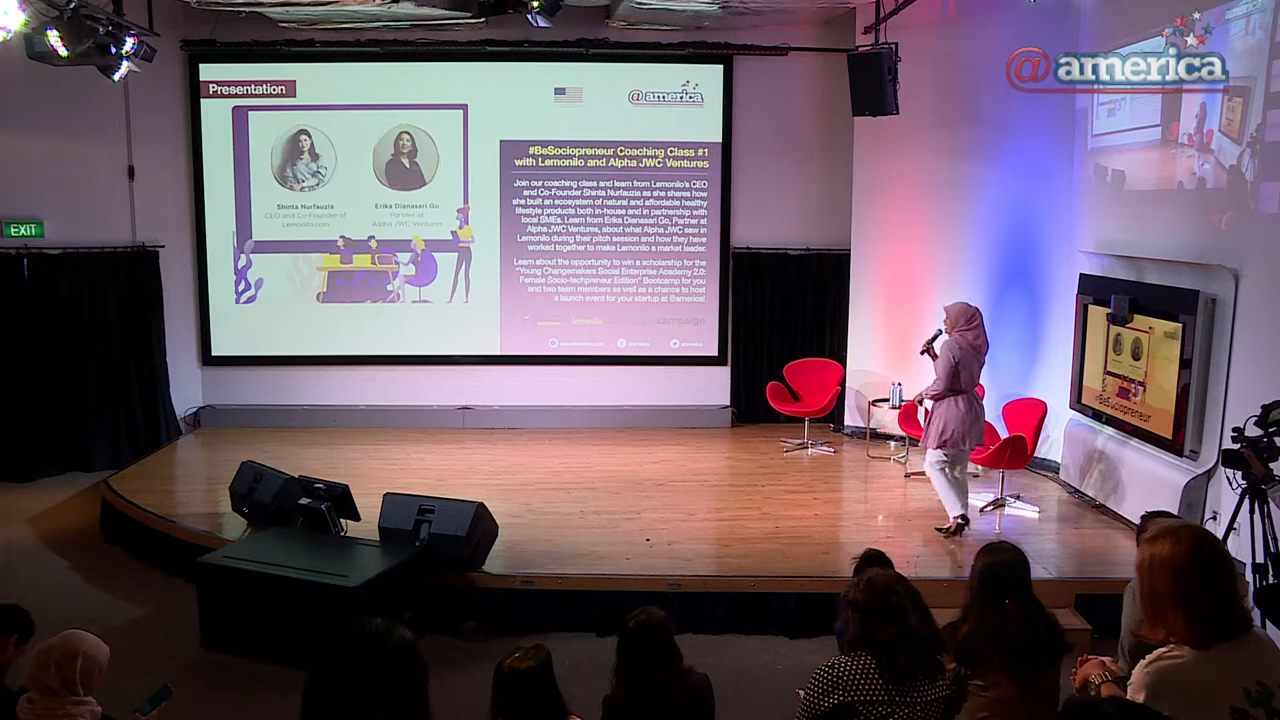 @america
Presentation
@america
Shinta Nurfauzia
CEO and Co-Founder of
Lemonilo.com
Erika Dianasari Go
Partner at
Alpha JWC Ventures
#BeSociopreneur Coaching Class #1
with Lemonilo and Alpha JWC Ventures
Join our coaching class and learn from Lemonilo's CEO
and Co-Founder Shinta Nurfauzia as she shares how
she built an ecosystem of natural and affordable healthy
lifestyle products both in-house and in partnership with
local SMEs. Learn from Erika Dianasari Go, Partner at
Alpha JWC Ventures, about what Alpha JWC saw in
Lemonilo during their pitch session and how they have
worked together to make Lemonilo a market leader.
Learn about the opportunity to win a scholarship for the
"Young Changemakers Social Enterprise Academy 2.0:
Female Socio-techpreneur Edition" Bootcamp for you
and two team members as well as a chance to host
a launch event for your startup at @america!
lemonilo
campaign
EXIT
#BeSociopreneur